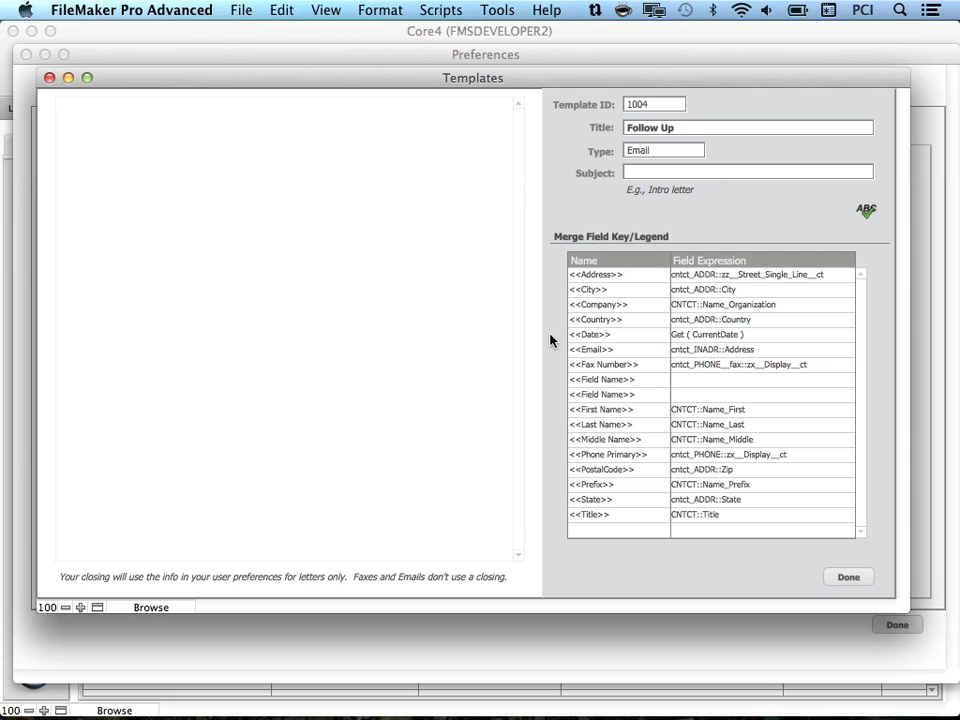 FileMaker Pro Advanced File Edit View Format Scripts Tools Help PCI
Core4 (FMSDEVELOPER2)
Preferences
Templates
Template ID: 1004
Title: Follow Up
Type: Email
Subject:
E.g., Intro letter
ABC
Merge Field Key/Legend
Name Field Expression
<<Address>> cntct_ADDR::zz__Street_Single_Line__ct
<<City>> cntct_ADDR::City
<<Company>> CNTCT::Name_Organization
<<Country>> cntct_ADDR::Country
<<Date>> Get ( CurrentDate )
<<Email>> cntct_INADR::Address
<<Fax Number>> cntct_PHONE__fax::zx__Display__ct
<<Field Name>>
<<Field Name>>
<<First Name>> CNTCT::Name_First
<<Last Name>> CNTCT::Name_Last
<<Middle Name>> CNTCT::Name_Middle
<<Phone Primary>> cntct_PHONE::zx__Display__ct
<<PostalCode>> cntct_ADDR::Zip
<<Prefix>> CNTCT::Name_Prefix
<<State>> cntct_ADDR::State
<<Title>> CNTCT::Title
Your closing will use the info in your user preferences for letters only. Faxes and Emails don't use a closing.
Done
100 Browse
Done
100 Browse